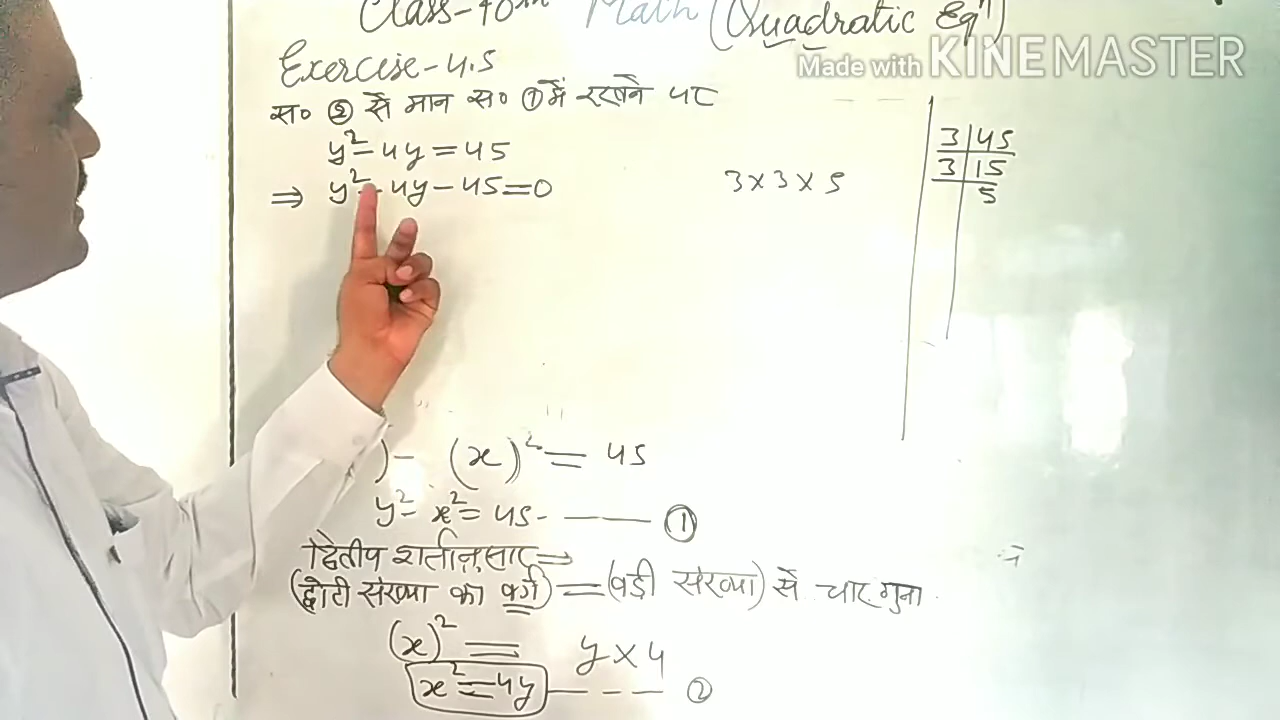 Class-10th Math (Quadratic Eqn)
Made with KINEMASTER
Exercise-4.5
स० ② से मान स० ① में रखने पर
y²-4y=45
⇒ y²-4y-45=0
3×3×5
3|45
3|15
5
)- (x)²= 45
y²- x²= 45- ——— ①
द्वितीय शर्तानुसार ⇒
(छोटी संख्या का वर्ग) = (बड़ी संख्या) से चार गुना
(x)² = y×4
x²=4y --- ②